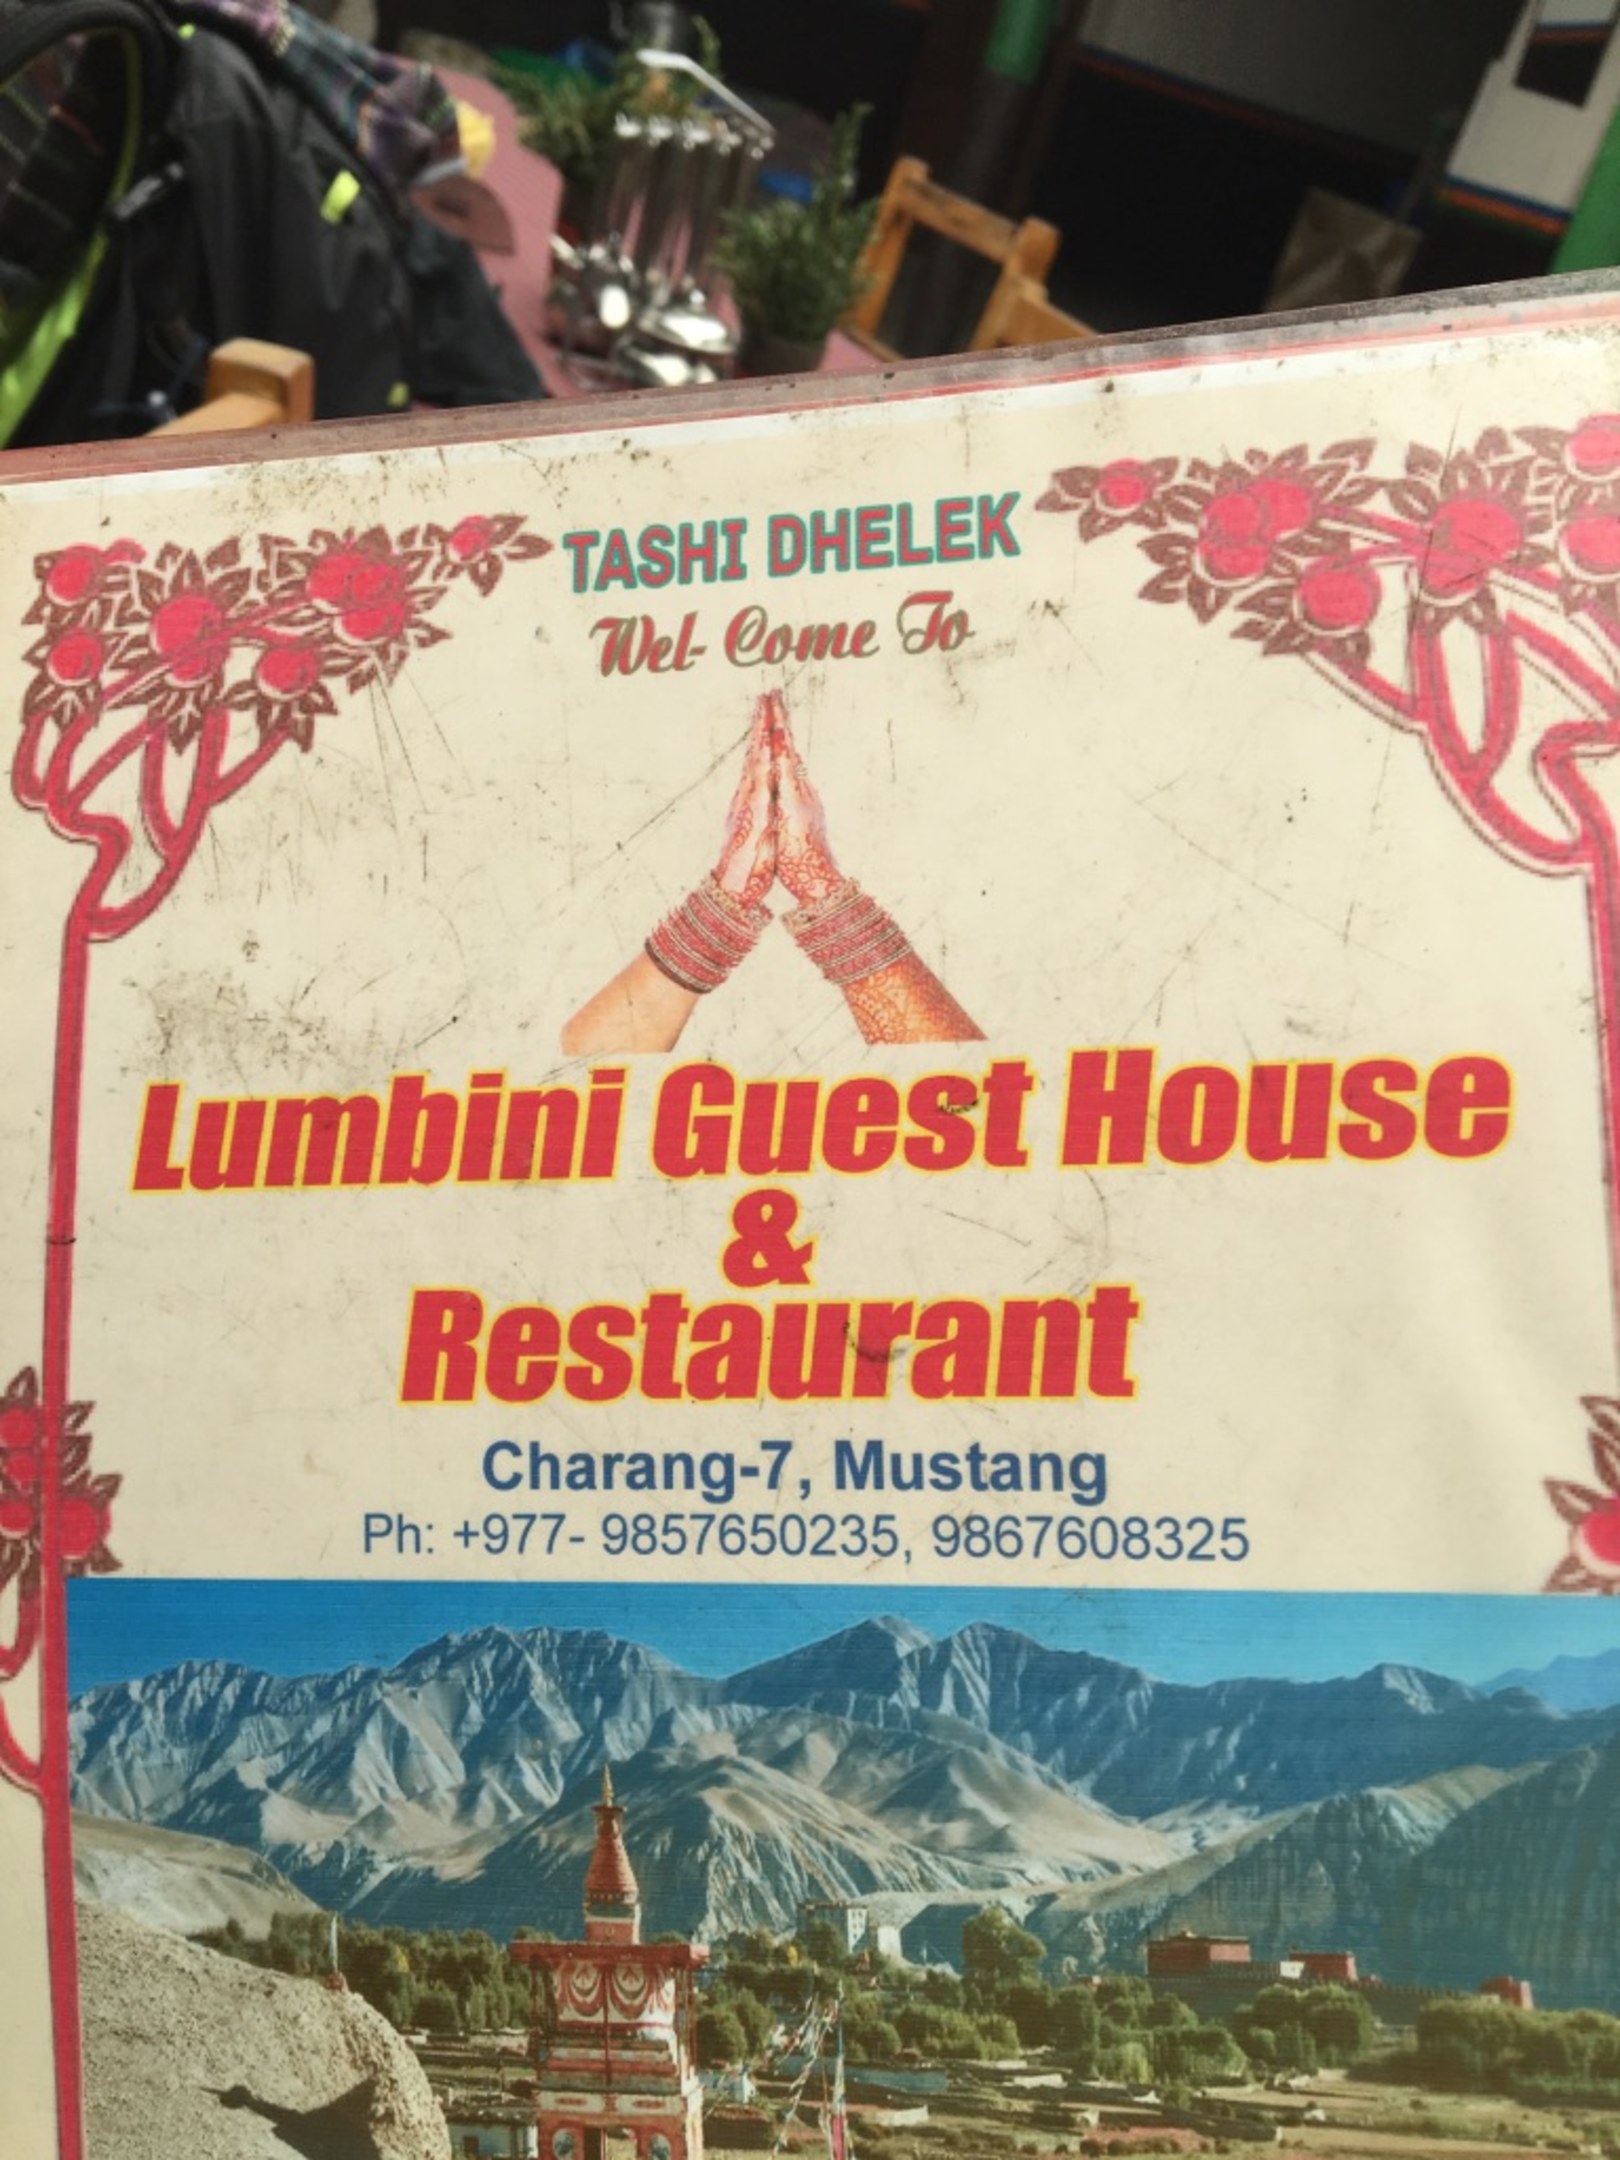 TASHI DHELEK
Wel- Come To
Lumbini Guest House
&
Restaurant
Charang-7, Mustang
Ph: +977- 9857650235, 9867608325